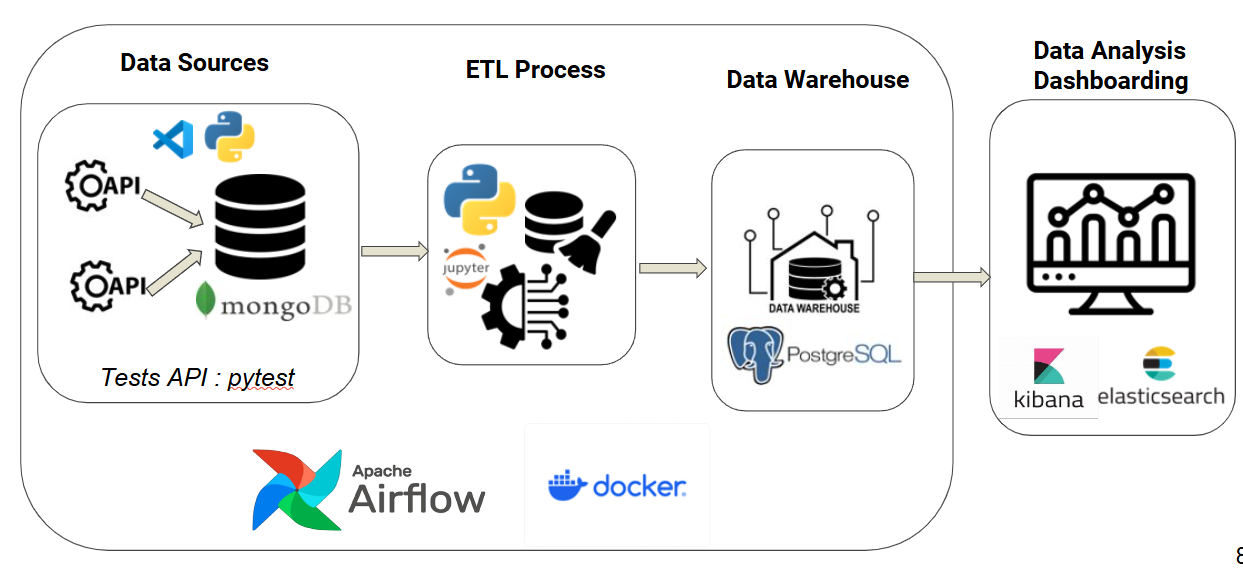 Data Sources
ETL Process
Data Warehouse
Data Analysis
Dashboarding
API
API
mongoDB
Tests API : pytest
jupyter
DATA WAREHOUSE
PostgreSQL
kibana
elasticsearch
Apache
Airflow
docker
8